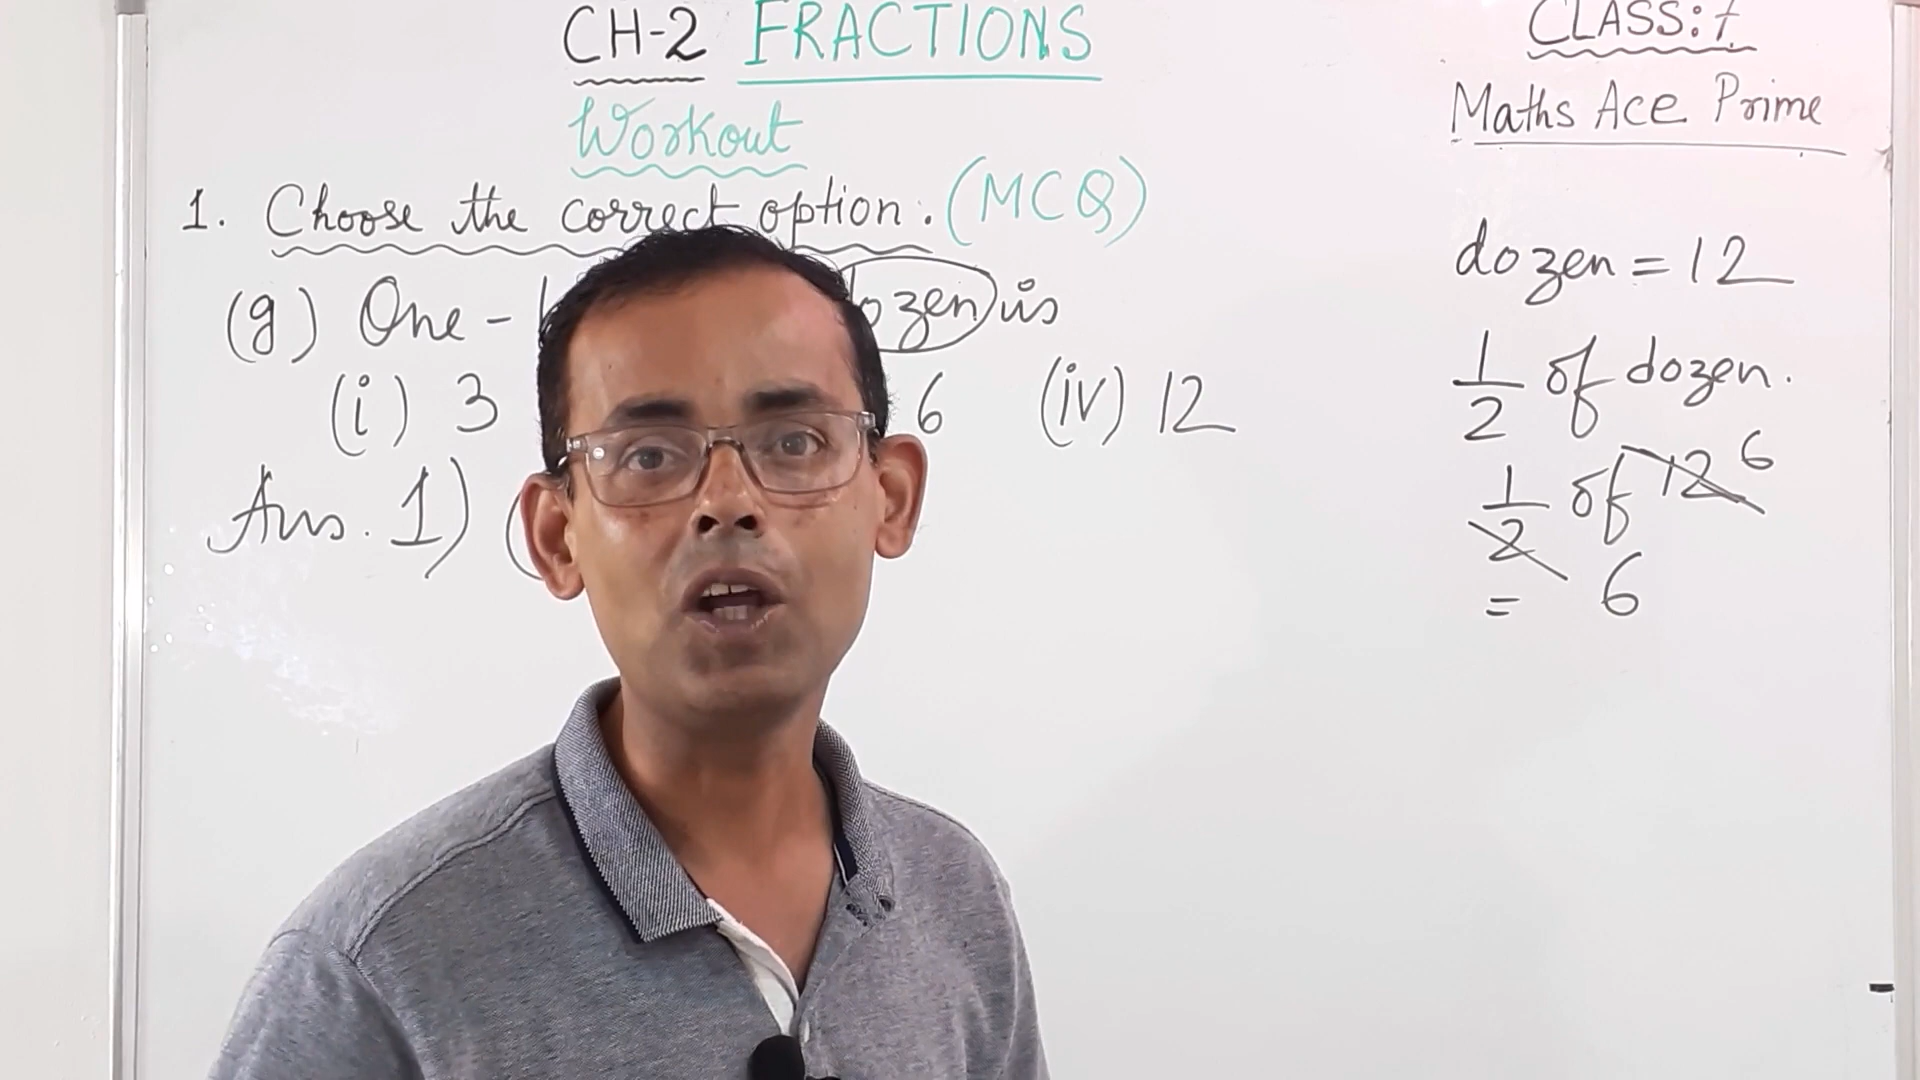 CH-2 FRACTIONS
CLASS: 7
Workout
Maths Ace Prime
1. Choose the correct option. (MCQ)
(g) One- dozen is
(i) 3 6 (iv) 12
Ans. 1) (
dozen = 12
1/2 of dozen.
1/2 of 12 6
= 6